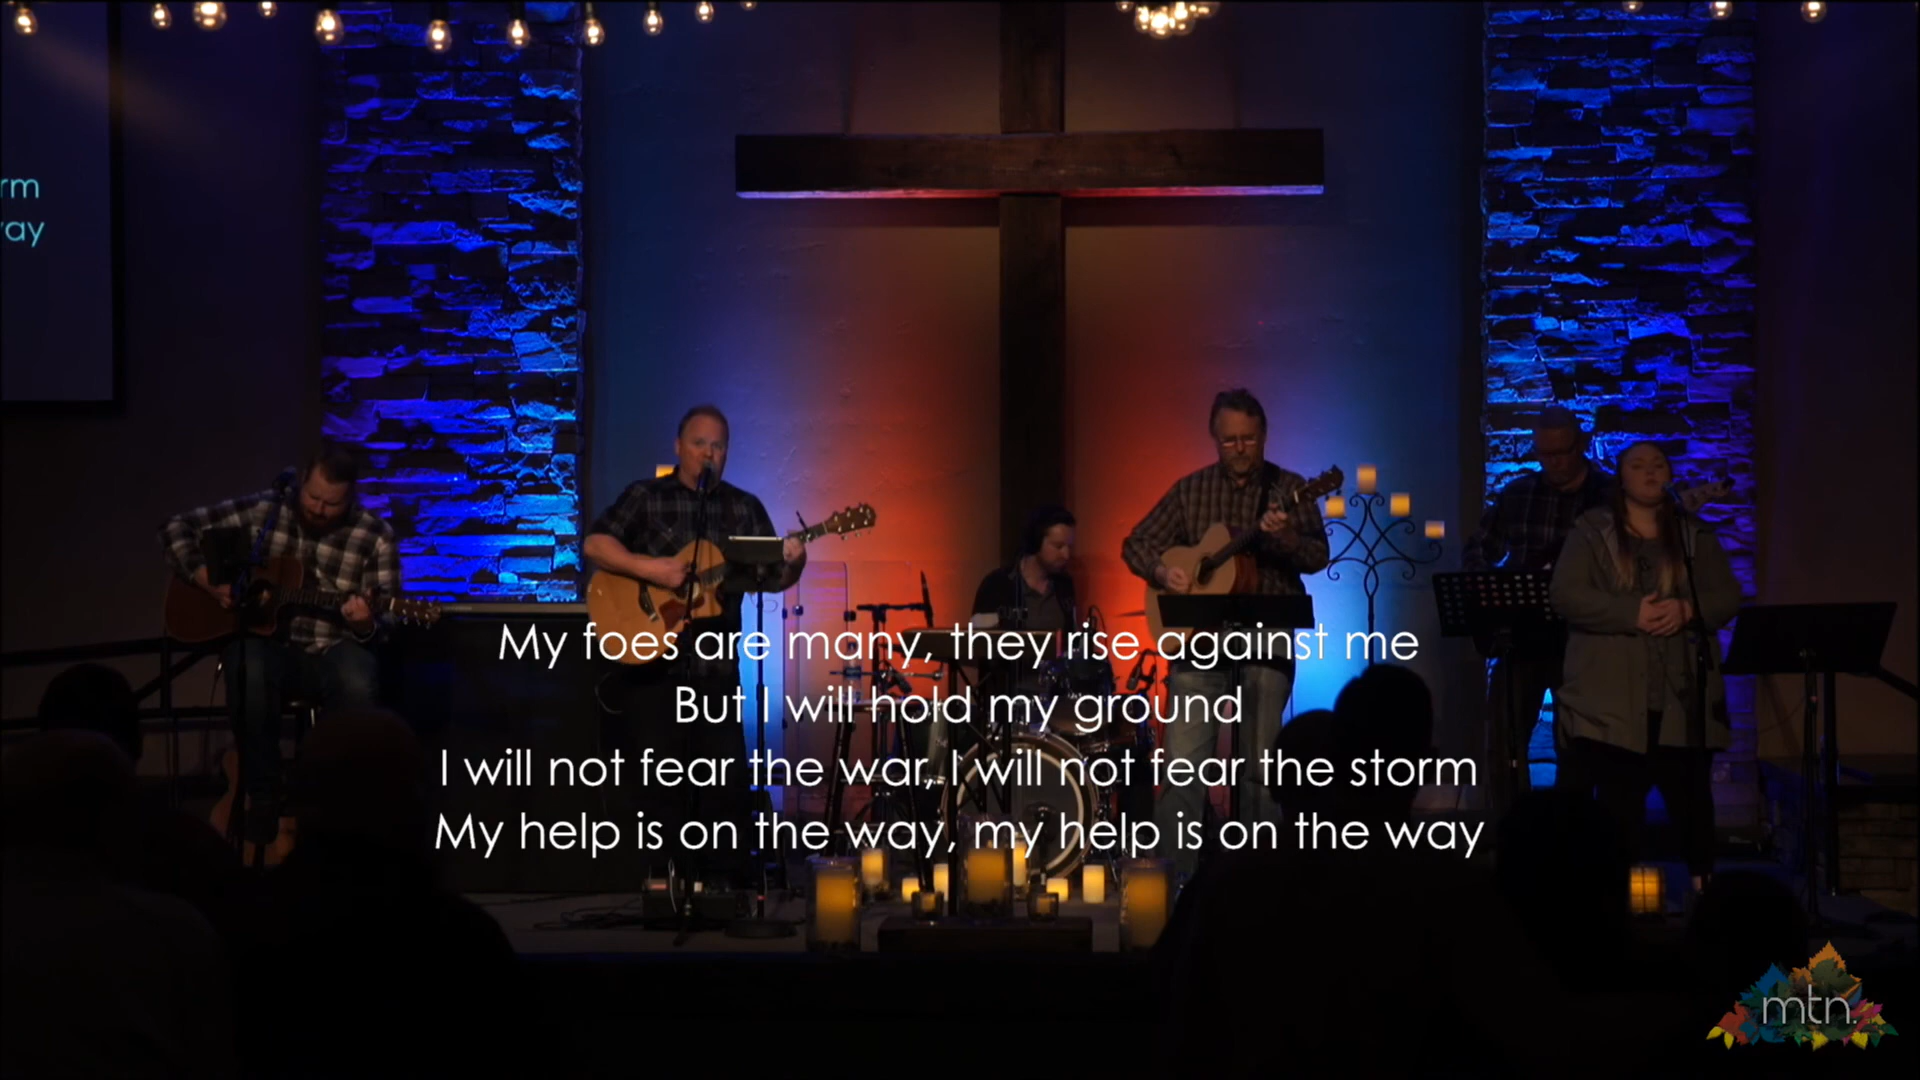 rm
way
My foes are many, they rise against me
But I will hold my ground
I will not fear the war, I will not fear the storm
My help is on the way, my help is on the way
mtn.